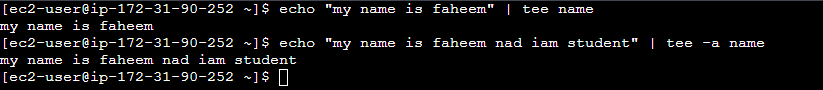 [ec2-user@ip-172-31-90-252 ~]$ echo "my name is faheem" | tee name
my name is faheem
[ec2-user@ip-172-31-90-252 ~]$ echo "my name is faheem nad iam student" | tee -a name
my name is faheem nad iam student
[ec2-user@ip-172-31-90-252 ~]$